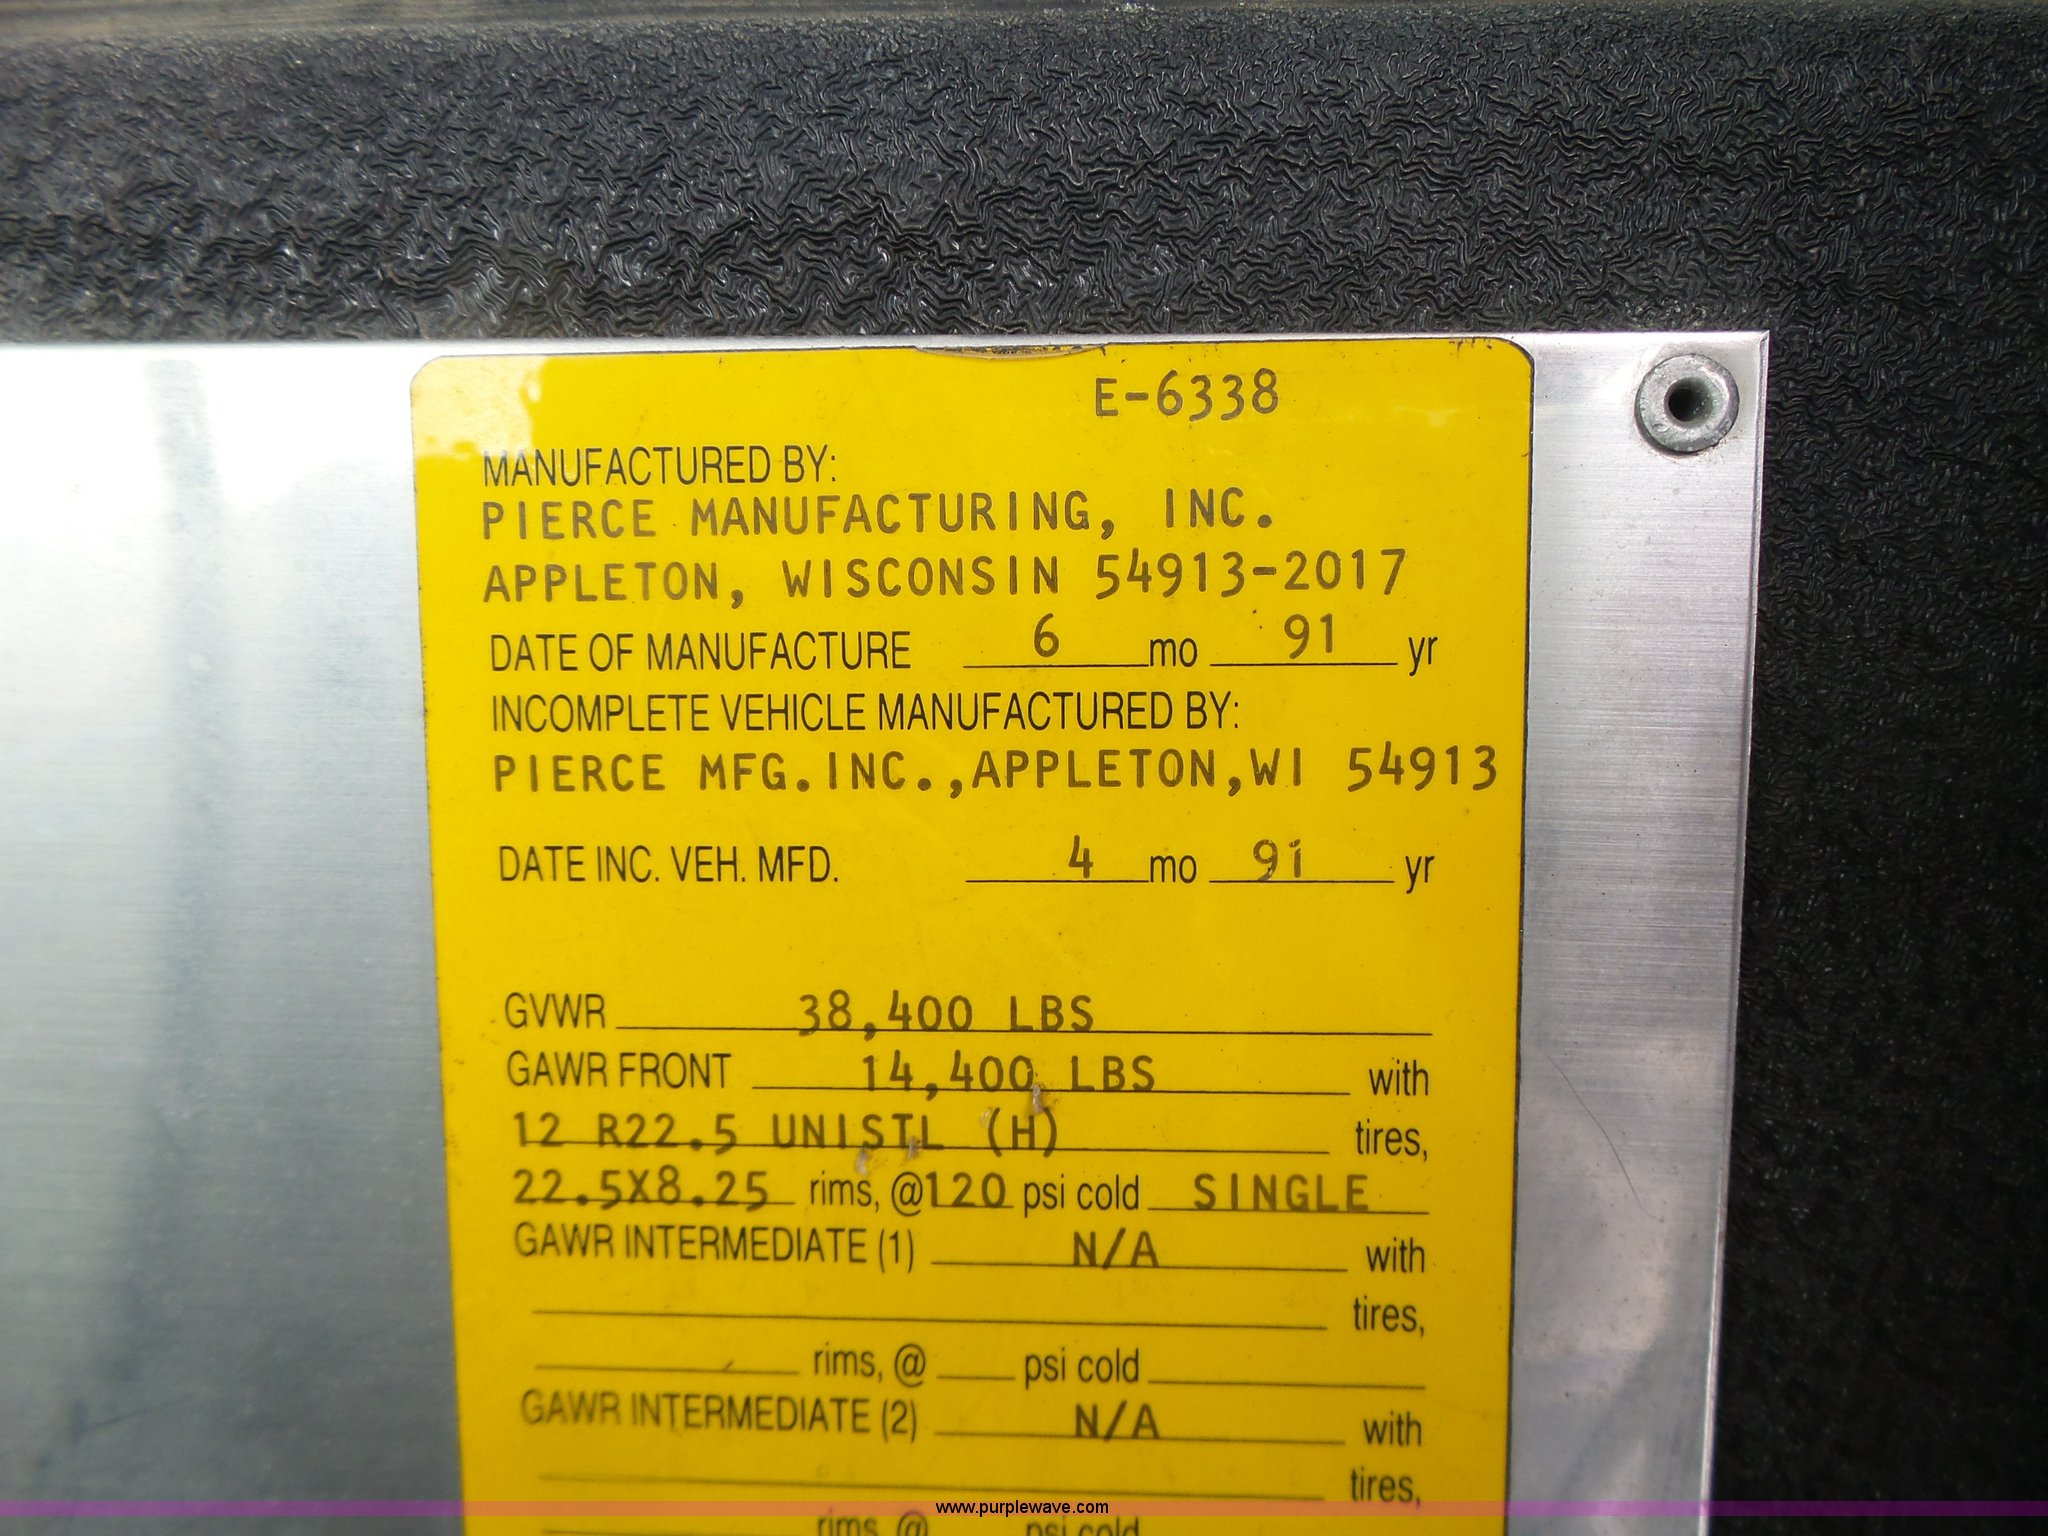 E-6338
MANUFACTURED BY:
PIERCE MANUFACTURING, INC.
APPLETON, WISCONSIN 54913-2017
DATE OF MANUFACTURE 6 mo 91 yr
INCOMPLETE VEHICLE MANUFACTURED BY:
PIERCE MFG.INC.,APPLETON,WI 54913
DATE INC. VEH. MFD. 4 mo 91 yr
GVWR 38,400 LBS
GAWR FRONT 14,400 LBS with
12 R22.5 UNISTL (H) tires,
22.5X8.25 rims, @120 psi cold SINGLE
GAWR INTERMEDIATE (1) N/A with
tires,
rims, @ psi cold
GAWR INTERMEDIATE (2) N/A with
tires,
www.purplewave.com
rims, @ psi cold